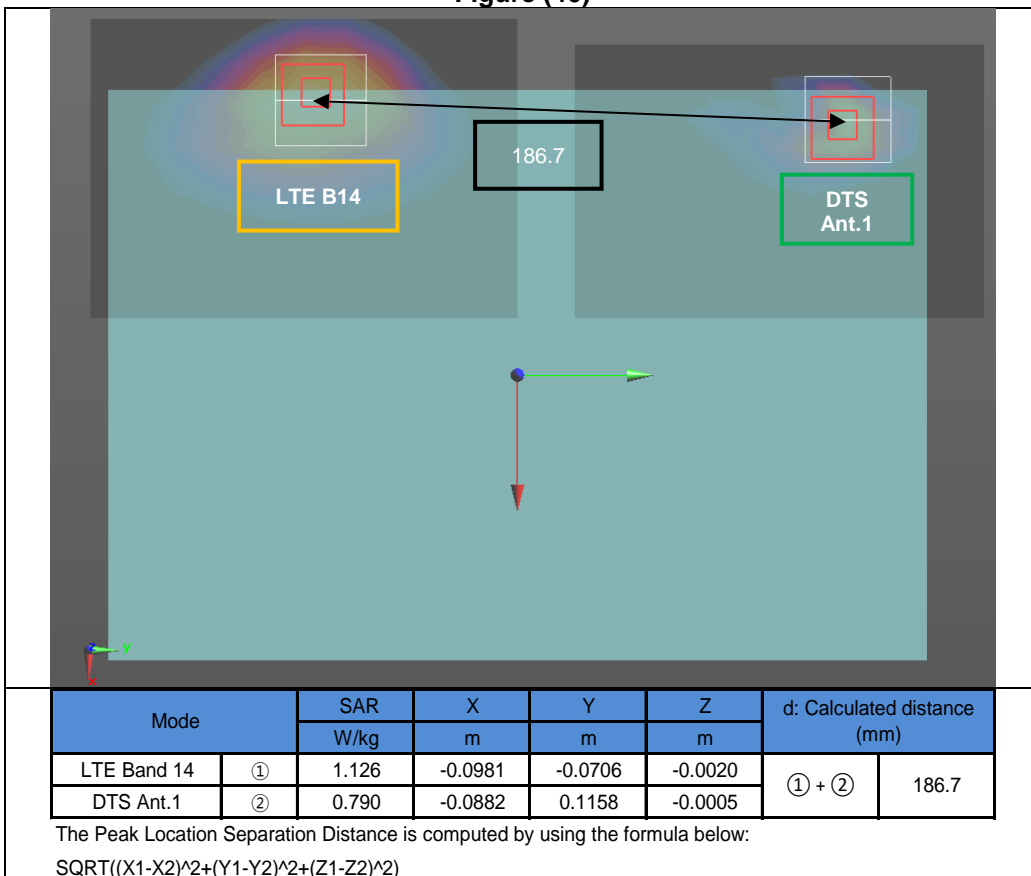 186.7
LTE B14
DTS
Ant.1
z
y
x
Mode SAR X Y Z d: Calculated distance (mm)
W/kg m m m
LTE Band 14 ① 1.126 -0.0981 -0.0706 -0.0020 ① + ② 186.7
DTS Ant.1 ② 0.790 -0.0882 0.1158 -0.0005
The Peak Location Separation Distance is computed by using the formula below:
SQRT((X1-X2)^2+(Y1-Y2)^2+(Z1-Z2)^2)